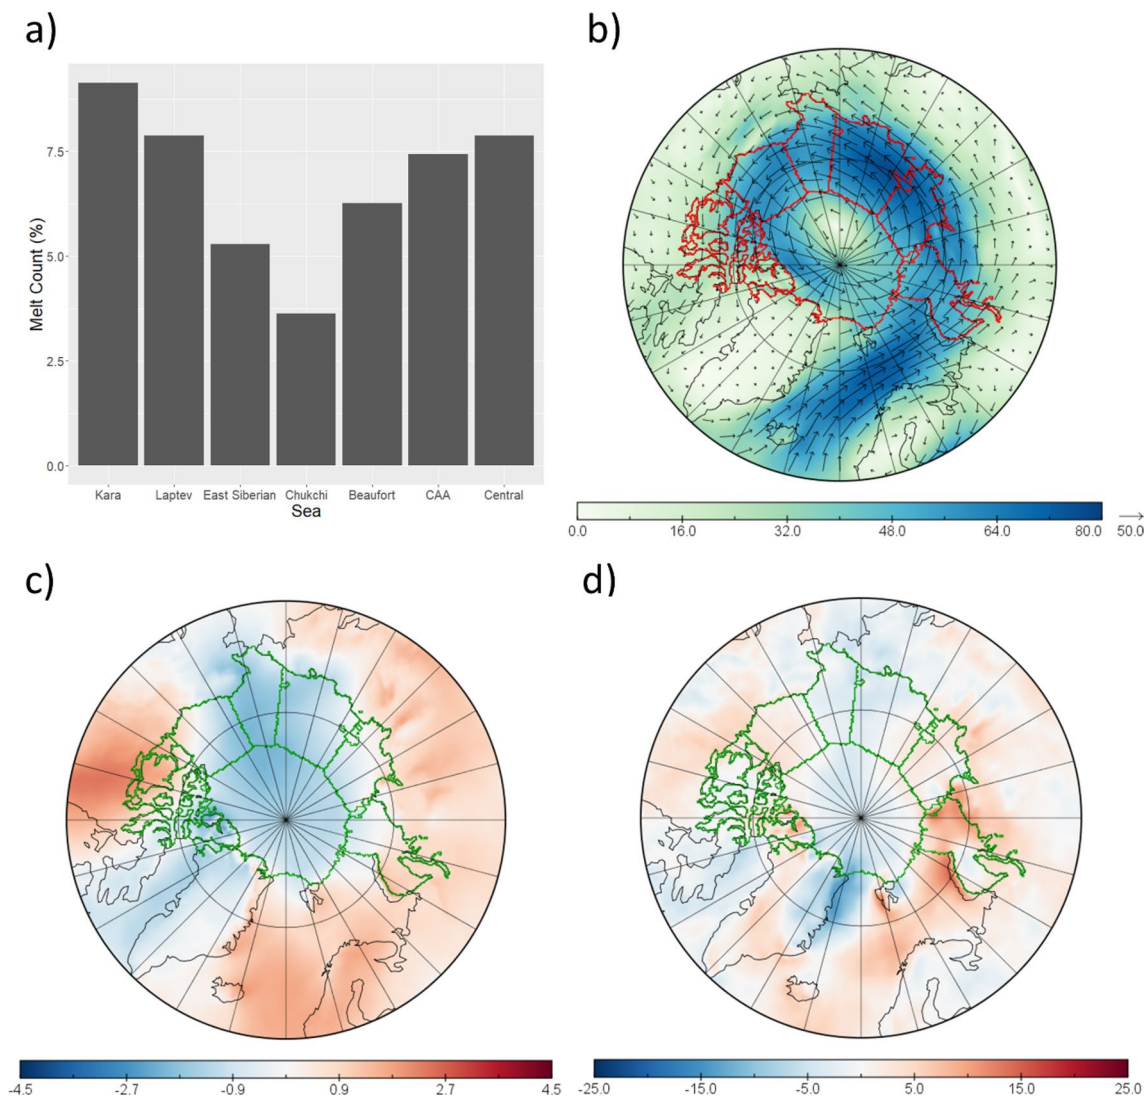 a)
Melt Count (%)
7.5
5.0
2.5
0.0
Kara Laptev East Siberian Chukchi Beaufort CAA Central
Sea
b)
0.0 16.0 32.0 48.0 64.0 80.0 50.0
c)
-4.5 -2.7 -0.9 0.9 2.7 4.5
d)
-25.0 -15.0 -5.0 5.0 15.0 25.0